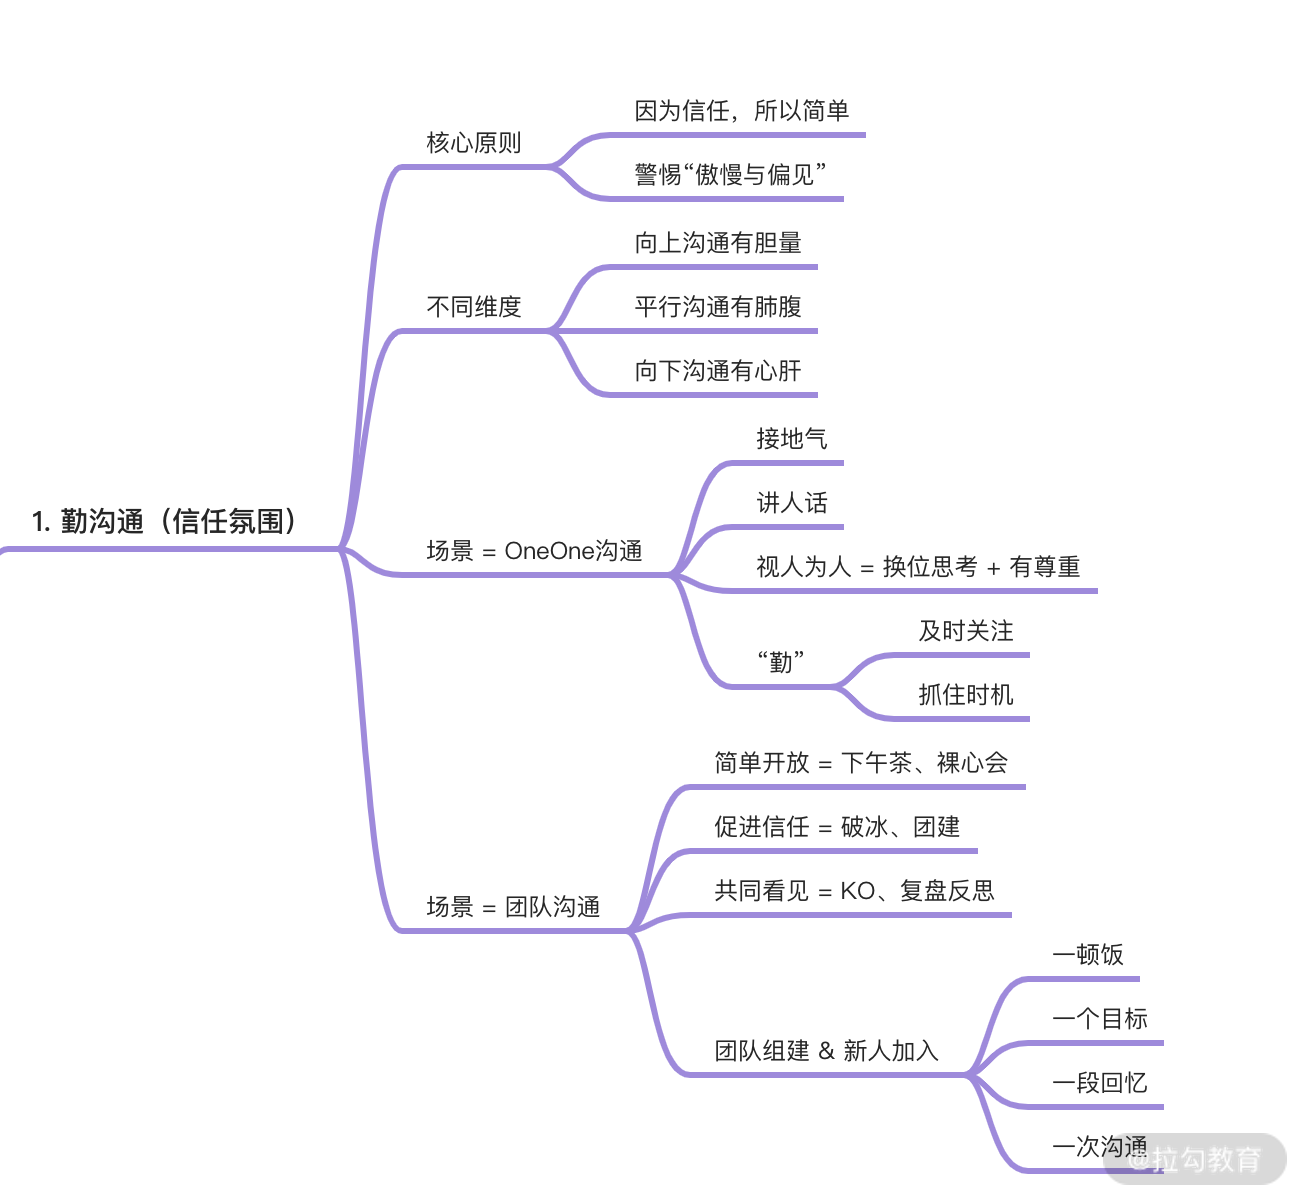 因为信任，所以简单
核心原则
警惕“傲慢与偏见”
向上沟通有胆量
不同维度
平行沟通有肺腹
向下沟通有心肝
接地气
讲人话
1. 勤沟通（信任氛围）
场景 = OneOne沟通
视人为人 = 换位思考 + 有尊重
及时关注
“勤”
抓住时机
简单开放 = 下午茶、裸心会
促进信任 = 破冰、团建
共同看见 = KO、复盘反思
场景 = 团队沟通
一顿饭
一个目标
团队组建 & 新人加入
一段回忆
一次沟通
@拉勾教育